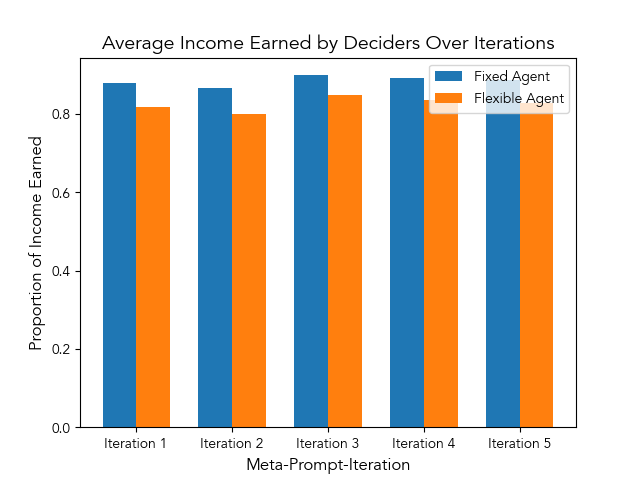 Average Income Earned by Deciders Over Iterations
Fixed Agent
Flexible Agent
Proportion of Income Earned
0.8
0.6
0.4
0.2
0.0
Iteration 1
Iteration 2
Iteration 3
Iteration 4
Iteration 5
Meta-Prompt-Iteration